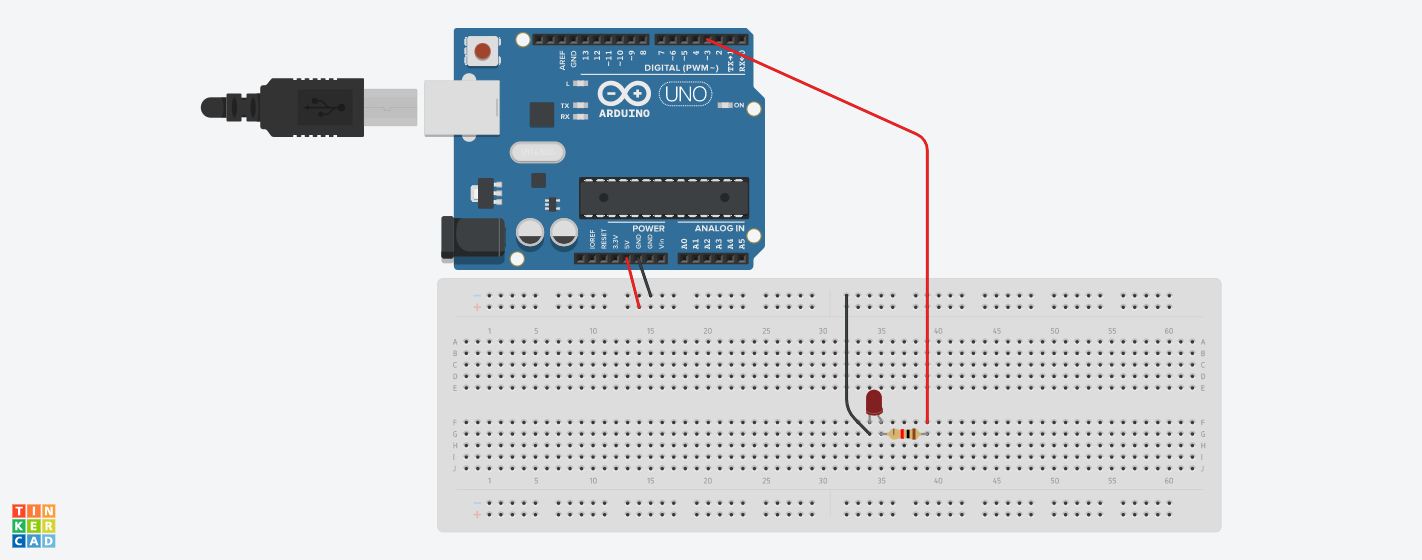 AREF GND 13 12 ~11 ~10 ~9 8 7 ~6 ~5 4 ~3 2 TX→1 RX←0
DIGITAL (PWM~)
L
TX
RX
ARDUINO
UNO
ON
POWER
ANALOG IN
IOREF RESET 3.3V 5V GND GND Vin A0 A1 A2 A3 A4 A5
-
+
1 5 10 15 20 25 30 35 40 45 50 55 60
A A
B B
C C
D D
E E
F F
G G
H H
I I
J J
1 5 10 15 20 25 30 35 40 45 50 55 60
-
+
TIN
KER
CAD